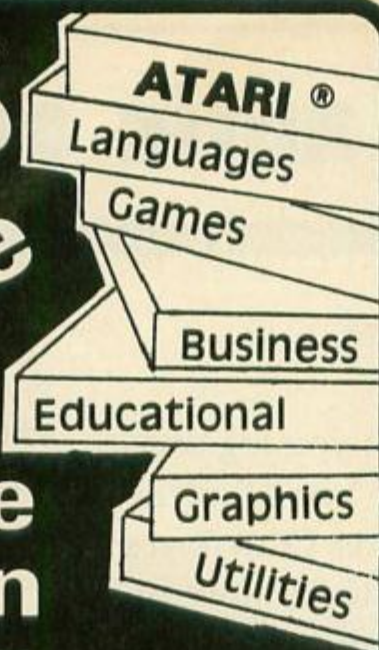 ATARI ®
Languages
Games
Business
Educational
Graphics
Utilities